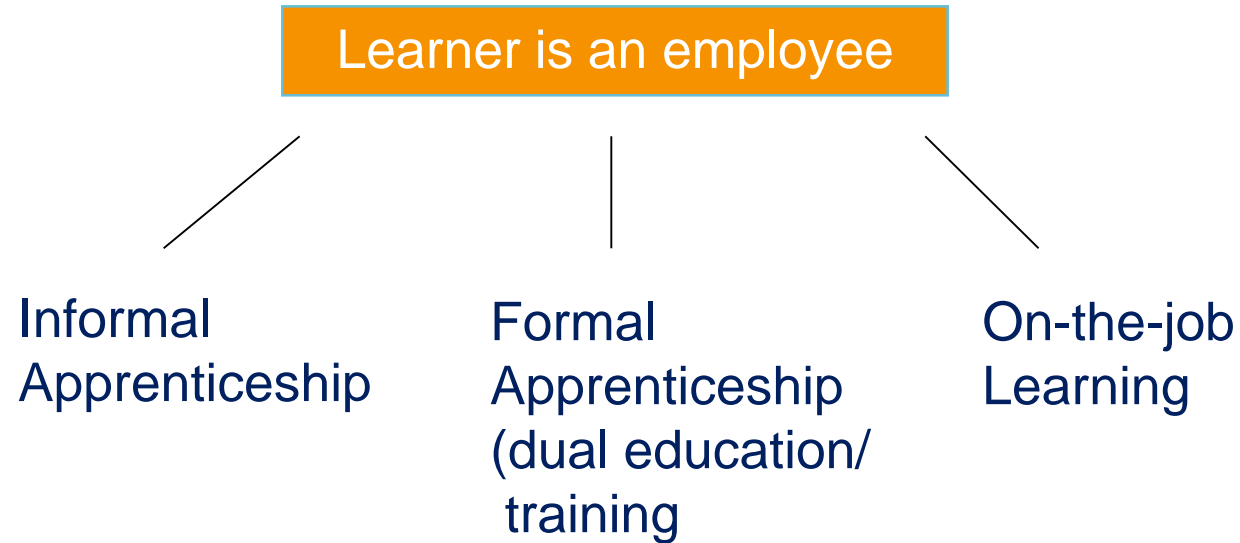 Learner is an employee
Informal
Apprenticeship
Formal
Apprenticeship
(dual education/
training
On-the-job
Learning